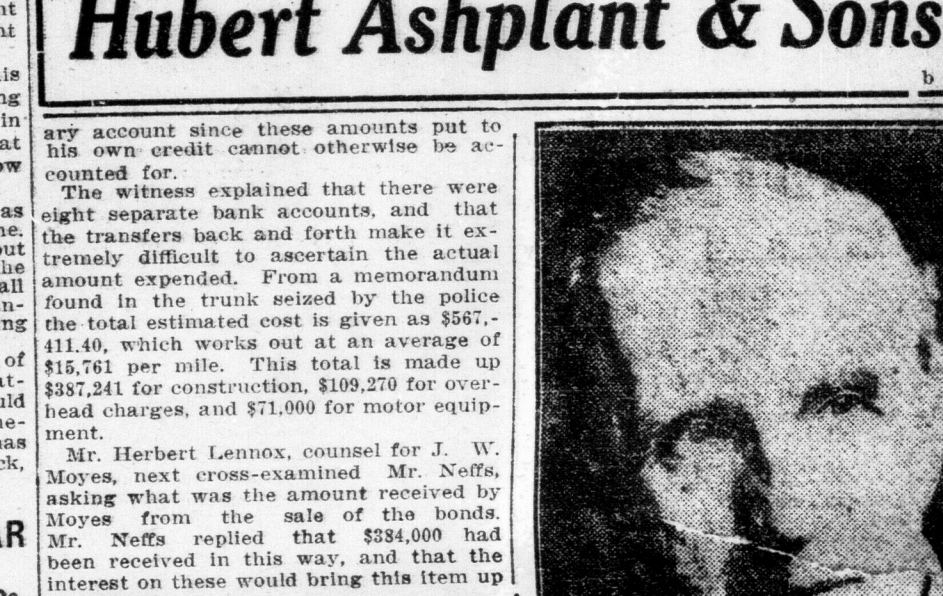 Hubert Ashplant & Sons
b
ary account since these amounts put to
his own credit cannot otherwise be ac-
counted for.
The witness explained that there were
eight separate bank accounts, and that
the transfers back and forth make it ex-
tremely difficult to ascertain the actual
amount expended. From a memorandum
found in the trunk seized by the police
the total estimated cost is given as $567,-
411.40, which works out at an average of
$15,761 per mile. This total is made up
$387,241 for construction, $109,270 for over-
head charges, and $71,000 for motor equip-
ment.
Mr. Herbert Lennox, counsel for J. W.
Moyes, next cross-examined Mr. Neffs,
asking what was the amount received by
Moyes from the sale of the bonds.
Mr. Neffs replied that $384,000 had
been received in this way, and that the
interest on these would bring this item up